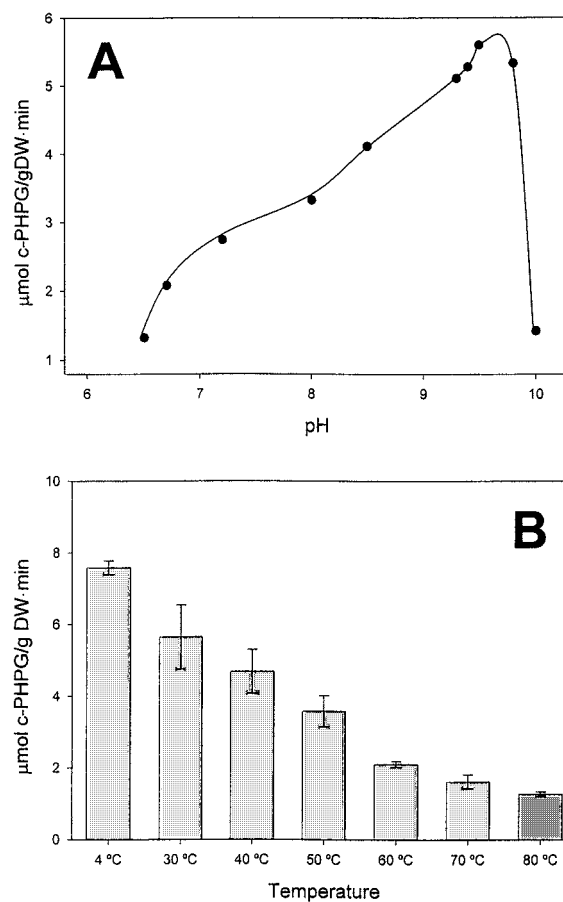 A
6
5
4
3
2
1
µmol c-PHPG/gDW·min
6 7 8 9 10
pH
B
10
8
6
4
2
0
µmol c-PHPG/g DW·min
4 ºC 30 ºC 40 ºC 50 ºC 60 ºC 70 ºC 80 ºC
Temperature